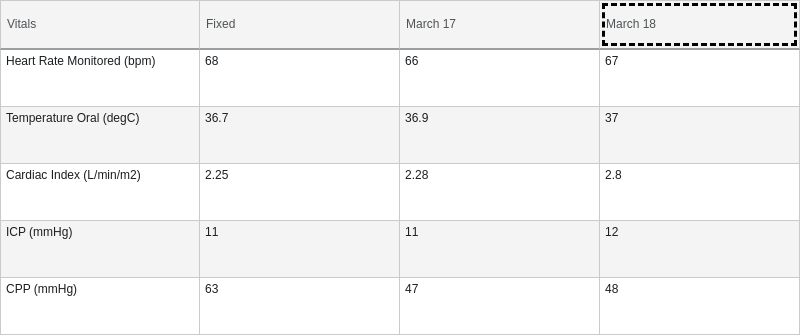 Vitals Fixed March 17 March 18
Heart Rate Monitored (bpm) 68 66 67
Temperature Oral (degC) 36.7 36.9 37
Cardiac Index (L/min/m2) 2.25 2.28 2.8
ICP (mmHg) 11 11 12
CPP (mmHg) 63 47 48